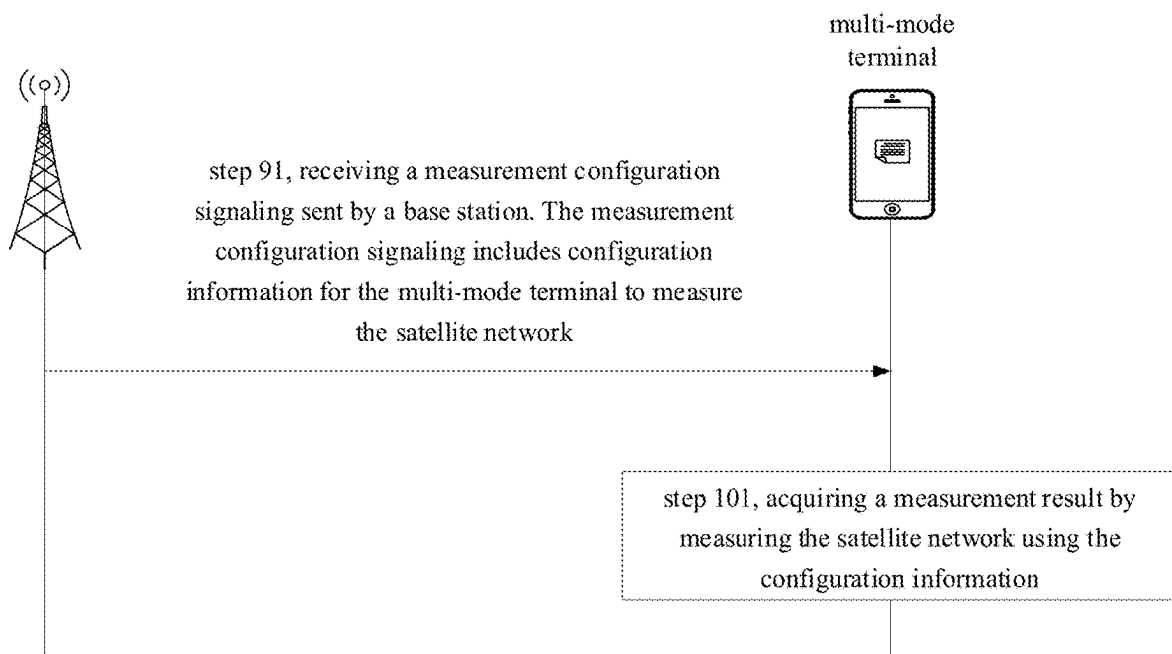 multi-mode
terminal
step 91, receiving a measurement configuration
signaling sent by a base station. The measurement
configuration signaling includes configuration
information for the multi-mode terminal to measure
the satellite network
step 101, acquiring a measurement result by
measuring the satellite network using the
configuration information